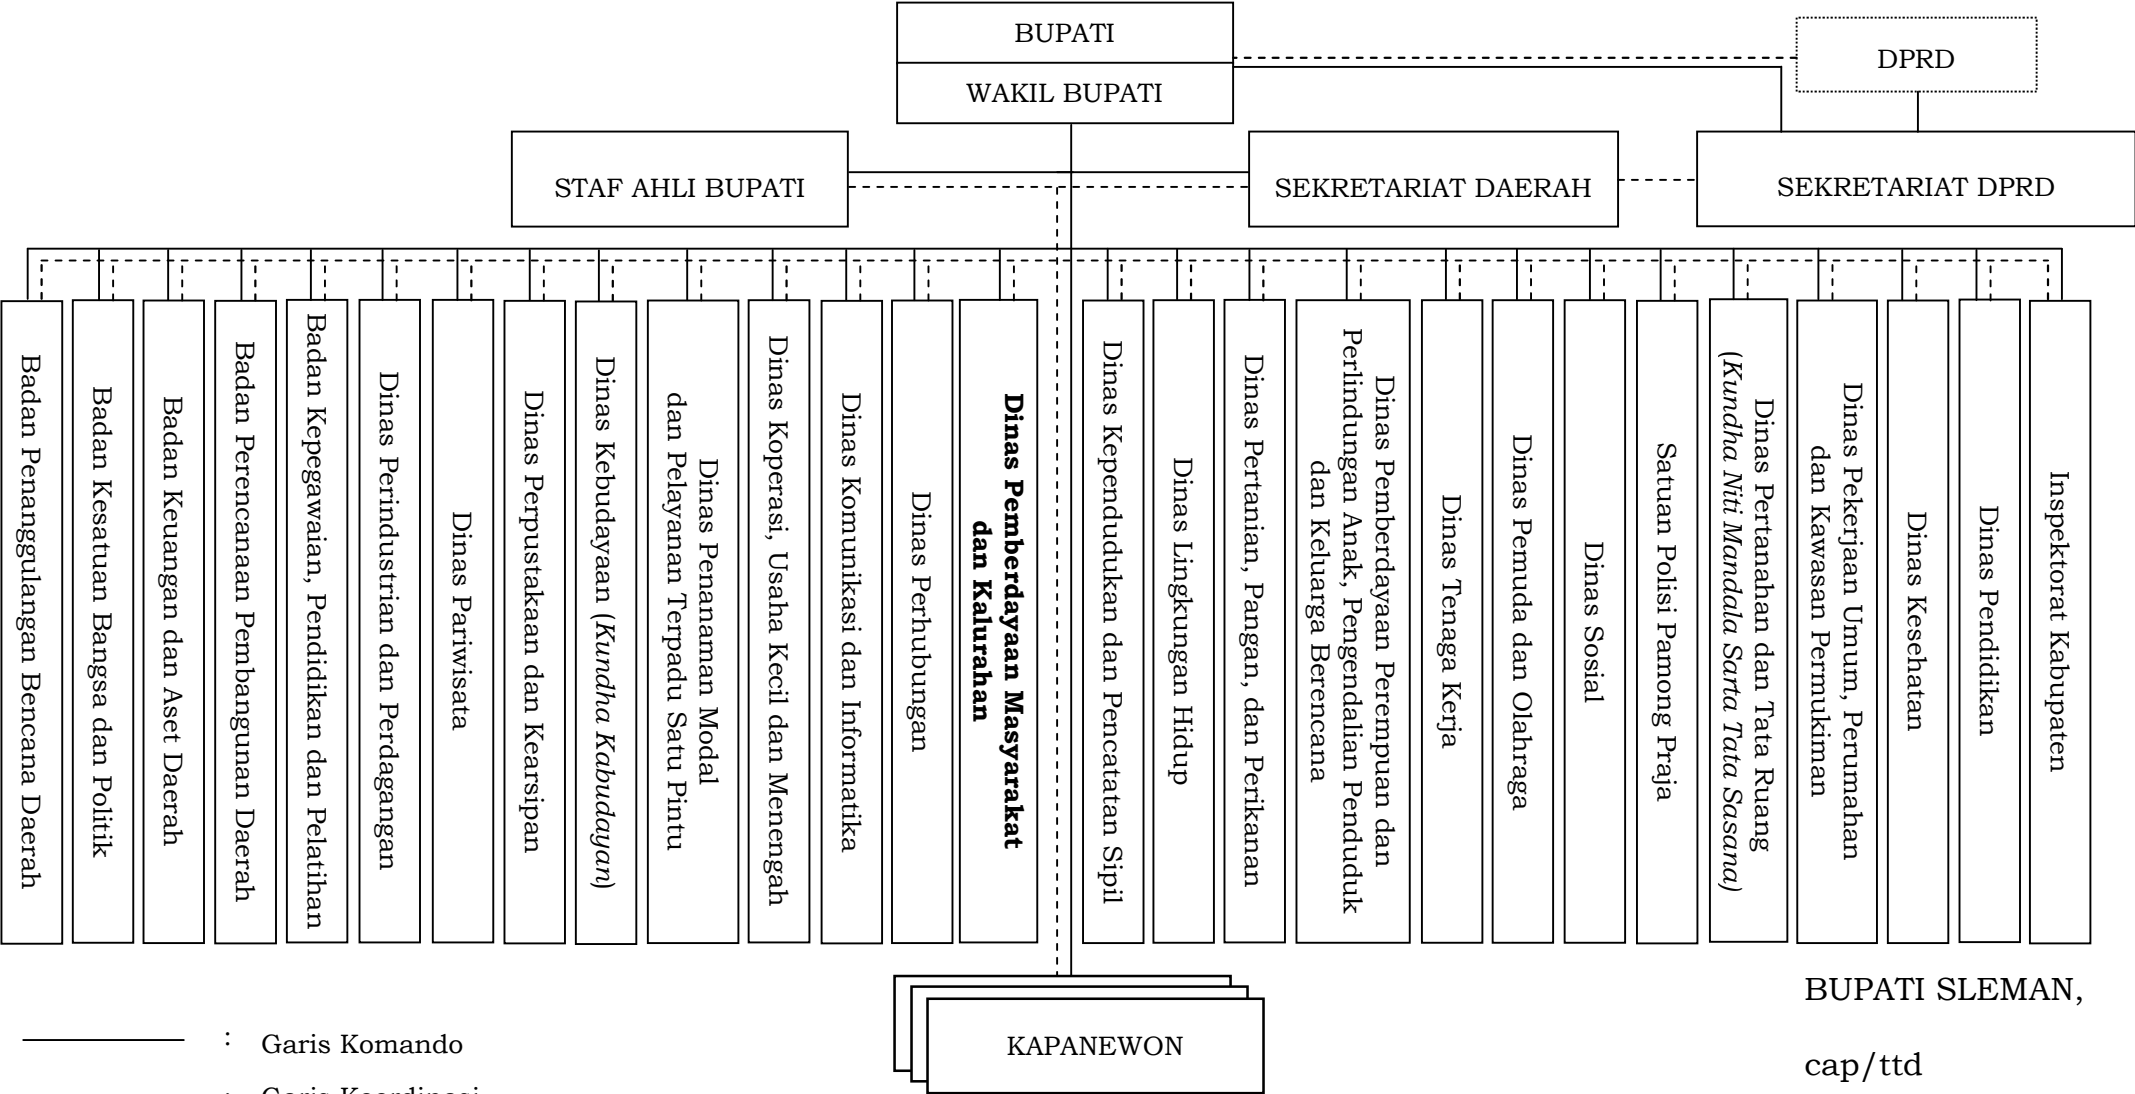 BUPATI
WAKIL BUPATI
DPRD
STAF AHLI BUPATI
SEKRETARIAT DAERAH
SEKRETARIAT DPRD
Badan Penanggulangan Bencana Daerah
Badan Kesatuan Bangsa dan Politik
Badan Keuangan dan Aset Daerah
Badan Perencanaan Pembangunan Daerah
Badan Kepegawaian, Pendidikan dan Pelatihan
Dinas Perindustrian dan Perdagangan
Dinas Pariwisata
Dinas Perpustakaan dan Kearsipan
Dinas Kebudayaan (Kundha Kabudayan)
Dinas Penanaman Modal
dan Pelayanan Terpadu Satu Pintu
Dinas Koperasi, Usaha Kecil dan Menengah
Dinas Komunikasi dan Informatika
Dinas Perhubungan
Dinas Pemberdayaan Masyarakat
dan Kalurahan
Dinas Kependudukan dan Pencatatan Sipil
Dinas Lingkungan Hidup
Dinas Pertanian, Pangan, dan Perikanan
Dinas Pemberdayaan Perempuan dan
Perlindungan Anak, Pengendalian Penduduk
dan Keluarga Berencana
Dinas Tenaga Kerja
Dinas Pemuda dan Olahraga
Dinas Sosial
Satuan Polisi Pamong Praja
Dinas Pertanahan dan Tata Ruang
(Kundha Niti Mandala Sarta Tata Sasana)
Dinas Pekerjaan Umum, Perumahan
dan Kawasan Permukiman
Dinas Kesehatan
Dinas Pendidikan
Inspektorat Kabupaten
KAPANEWON
: Garis Komando
: Garis Koordinasi
BUPATI SLEMAN,
cap/ttd